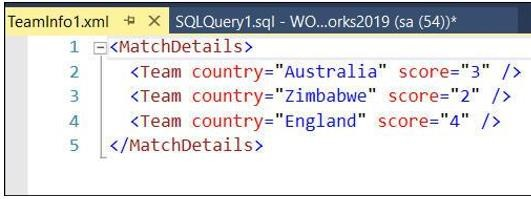 TeamInfo1.xml SQLQuery1.sql - WO...orks2019 (sa (54))*
1 <MatchDetails>
2 <Team country="Australia" score="3" />
3 <Team country="Zimbabwe" score="2" />
4 <Team country="England" score="4" />
5 </MatchDetails>